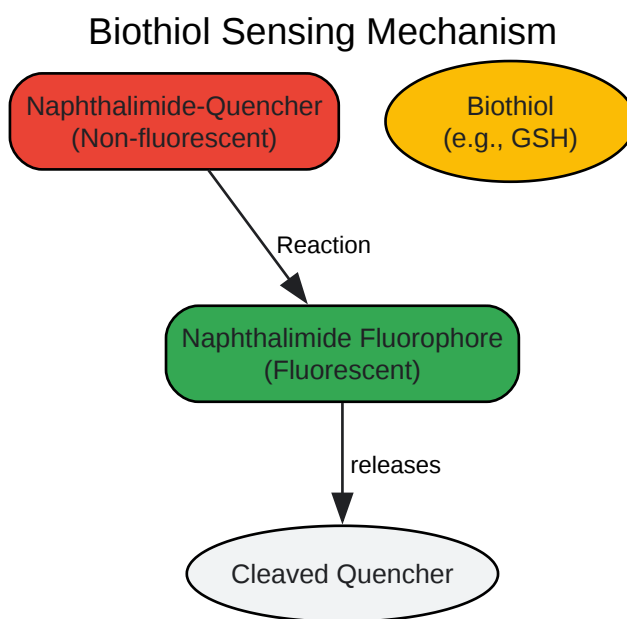 Biothiol Sensing Mechanism
Naphthalimide-Quencher
(Non-fluorescent)
Biothiol
(e.g., GSH)
Reaction
Naphthalimide Fluorophore
(Fluorescent)
releases
Cleaved Quencher